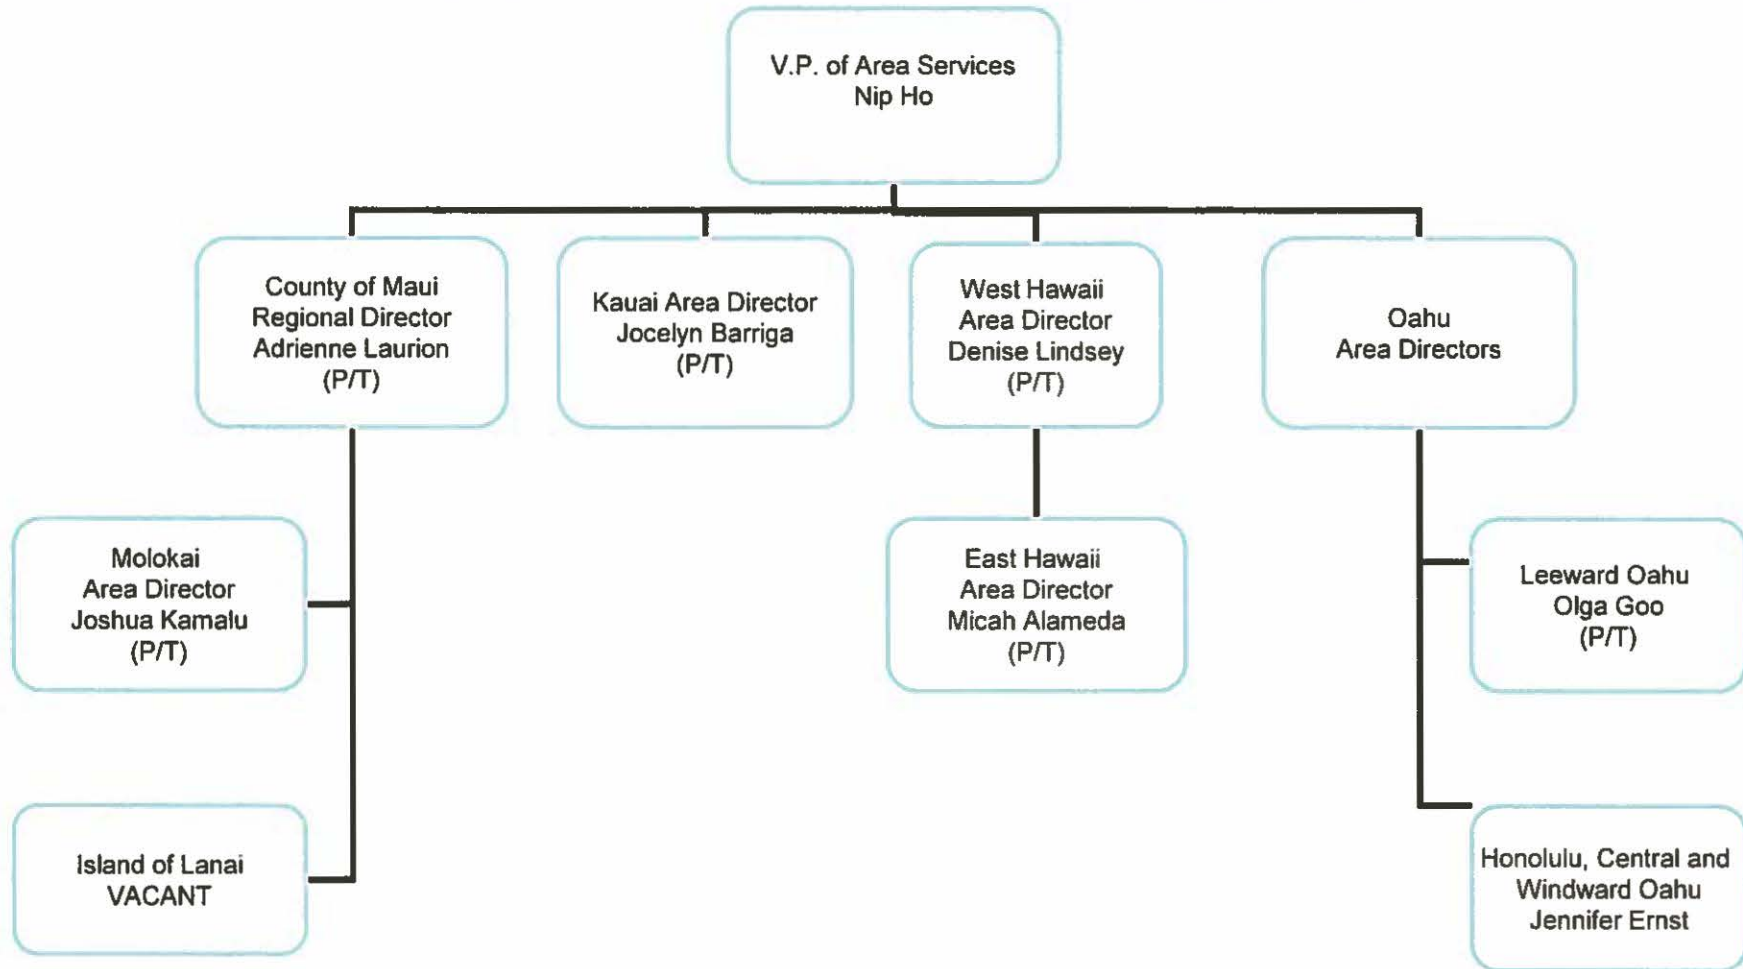 V.P. of Area Services
Nip Ho
County of Maui
Regional Director
Adrienne Laurion
(P/T)
Kauai Area Director
Jocelyn Barriga
(P/T)
West Hawaii
Area Director
Denise Lindsey
(P/T)
Oahu
Area Directors
Molokai
Area Director
Joshua Kamalu
(P/T)
East Hawaii
Area Director
Micah Alameda
(P/T)
Leeward Oahu
Olga Goo
(P/T)
Island of Lanai
VACANT
Honolulu, Central and
Windward Oahu
Jennifer Ernst